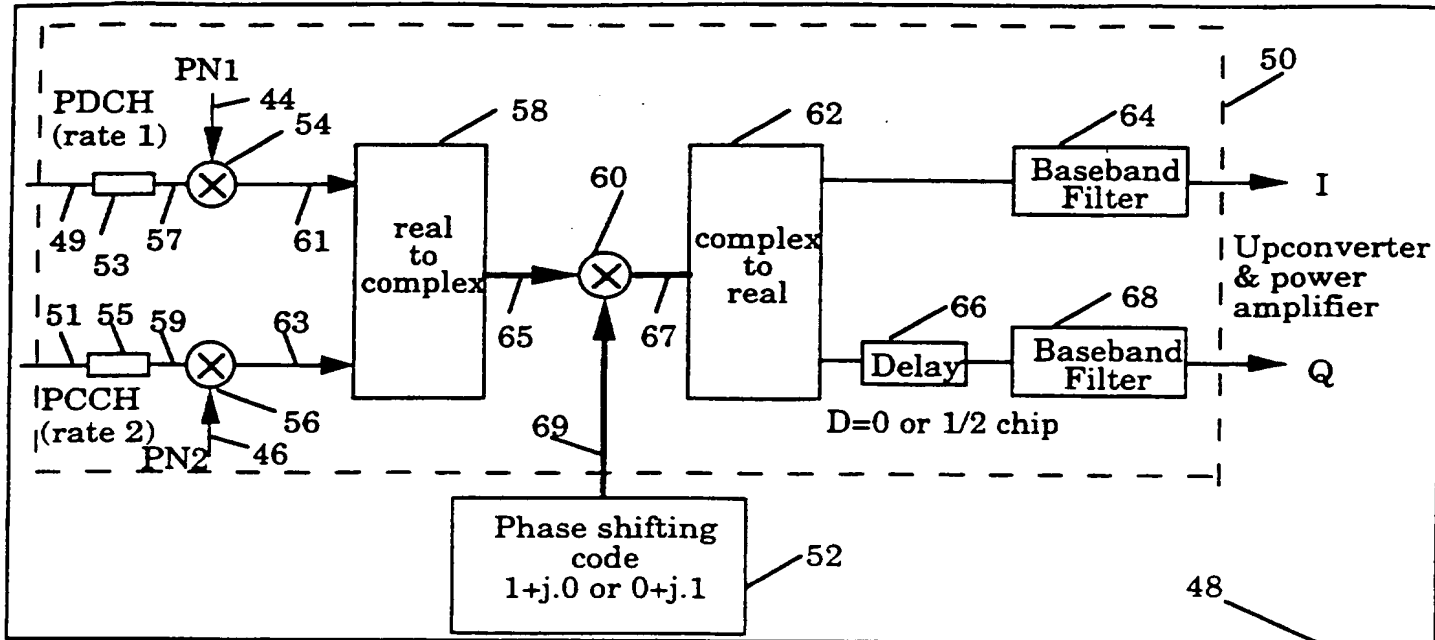 PN1
50
PDCH
(rate 1)
44
54
58
62
64
Baseband
Filter
I
60
49
53
57
61
real
to
complex
complex
to
real
Upconverter
& power
amplifier
51
55
59
63
65
67
66
68
Delay
Baseband
Filter
Q
PCCH
(rate 2)
56
D=0 or 1/2 chip
PN2
46
69
Phase shifting
code
1+j.0 or 0+j.1
52
48